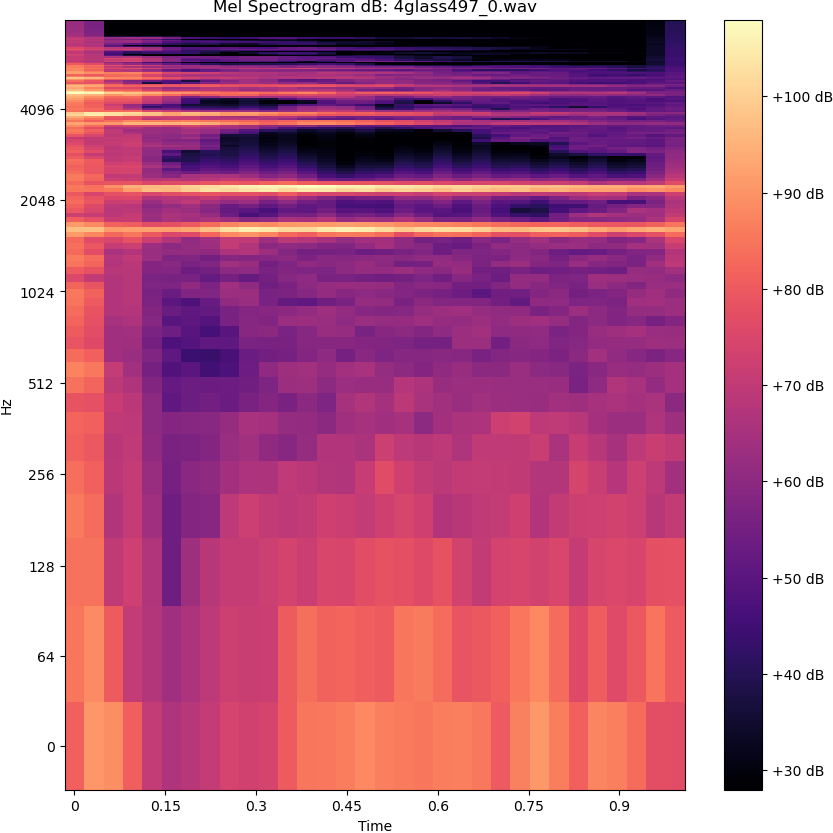 Mel Spectrogram dB: 4glass497_0.wav
4096
2048
1024
512
256
128
64
0
Hz
0
0.15
0.3
0.45
0.6
0.75
0.9
Time
+100 dB
+90 dB
+80 dB
+70 dB
+60 dB
+50 dB
+40 dB
+30 dB